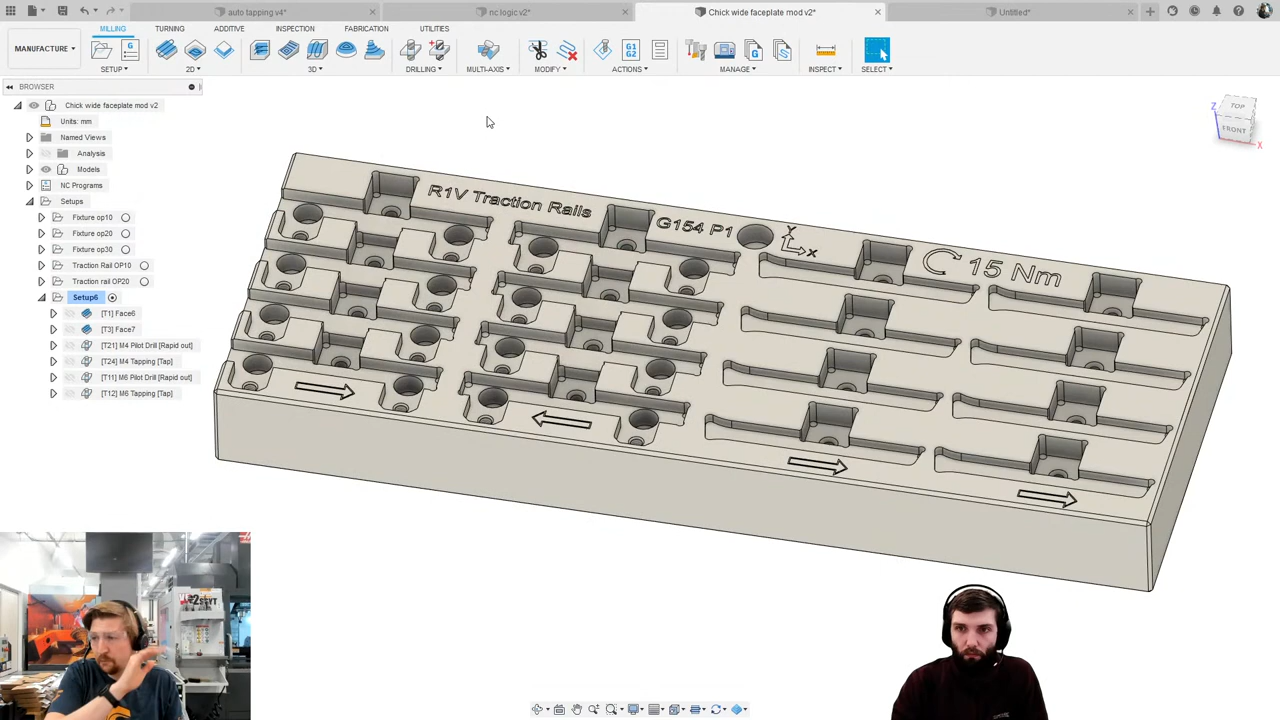 auto tapping v4*
nc.logic v2*
Chick wide faceplate mod v2*
Untitled*
MANUFACTURE
MILLING
TURNING
ADDITIVE
INSPECTION
FABRICATION
UTILITIES
SETUP
2D
3D
DRILLING
MULTI-AXIS
MODIFY
ACTIONS
MANAGE
INSPECT
SELECT
G1
G2
BROWSER
Chick wide faceplate mod v2
Units: mm
Named Views
Analysis
Models
NC Programs
Setups
Fixture op10
Fixture op20
Fixture op30
Traction Rail OP10
Traction rail OP20
Setup6
[T1] Face6
[T3] Face7
[T21] M4 Pilot Drill [Rapid out]
[T24] M4 Tapping [Tap]
[T11] M6 Pilot Drill [Rapid out]
[T12] M6 Tapping [Tap]
TOP
FRONT
Z
X
R1V Traction Rails
G154 P1
Y
X
15 Nm